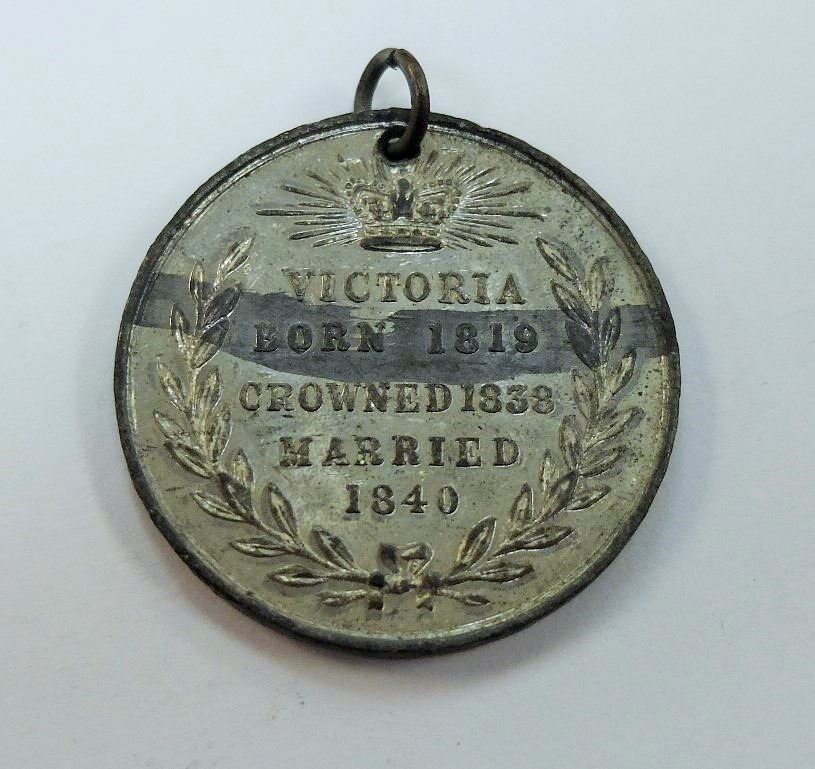 VICTORIA
BORN 1819
CROWNED 1838
MARRIED
1840